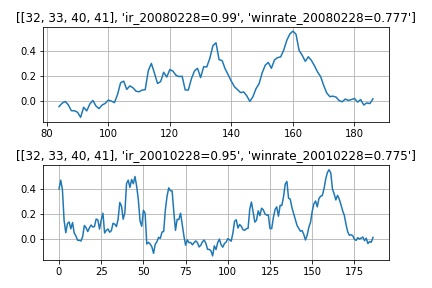 [[32, 33, 40, 41], 'ir_20080228=0.99', 'winrate_20080228=0.777']
0.4
0.2
0.0
80 100 120 140 160 180
[[32, 33, 40, 41], 'ir_20010228=0.95', 'winrate_20010228=0.775']
0.4
0.2
0.0
0 25 50 75 100 125 150 175